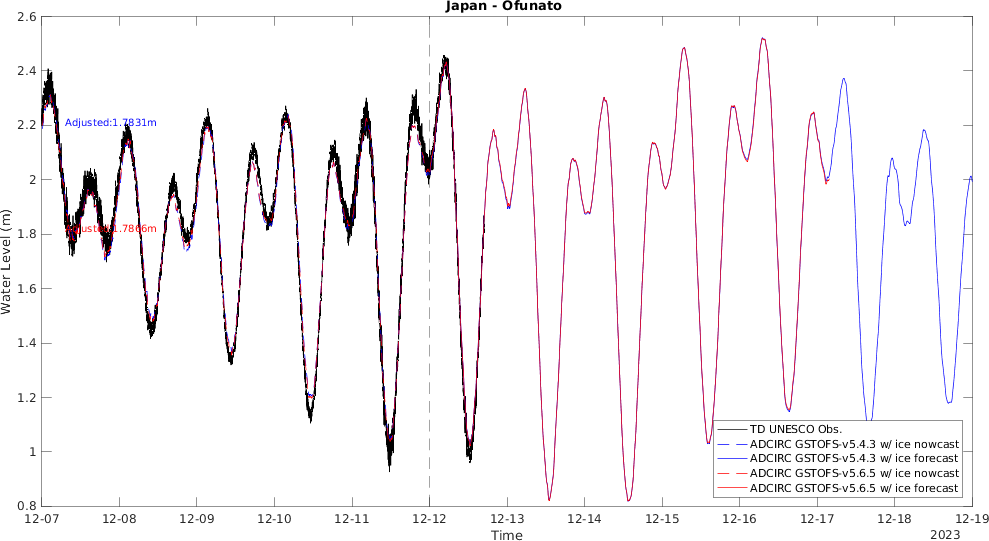 Japan - Ofunato
2.6
2.4
2.2
2
1.8
1.6
1.4
1.2
1
0.8
Water Level (m)
Adjusted:1.7831m
Adjusted:1.7866m
TD UNESCO Obs.
ADCIRC GSTOFS-v5.4.3 w/ ice nowcast
ADCIRC GSTOFS-v5.4.3 w/ ice forecast
ADCIRC GSTOFS-v5.6.5 w/ ice nowcast
ADCIRC GSTOFS-v5.6.5 w/ ice forecast
12-07 12-08 12-09 12-10 12-11 12-12 12-13 12-14 12-15 12-16 12-17 12-18 12-19
Time
2023